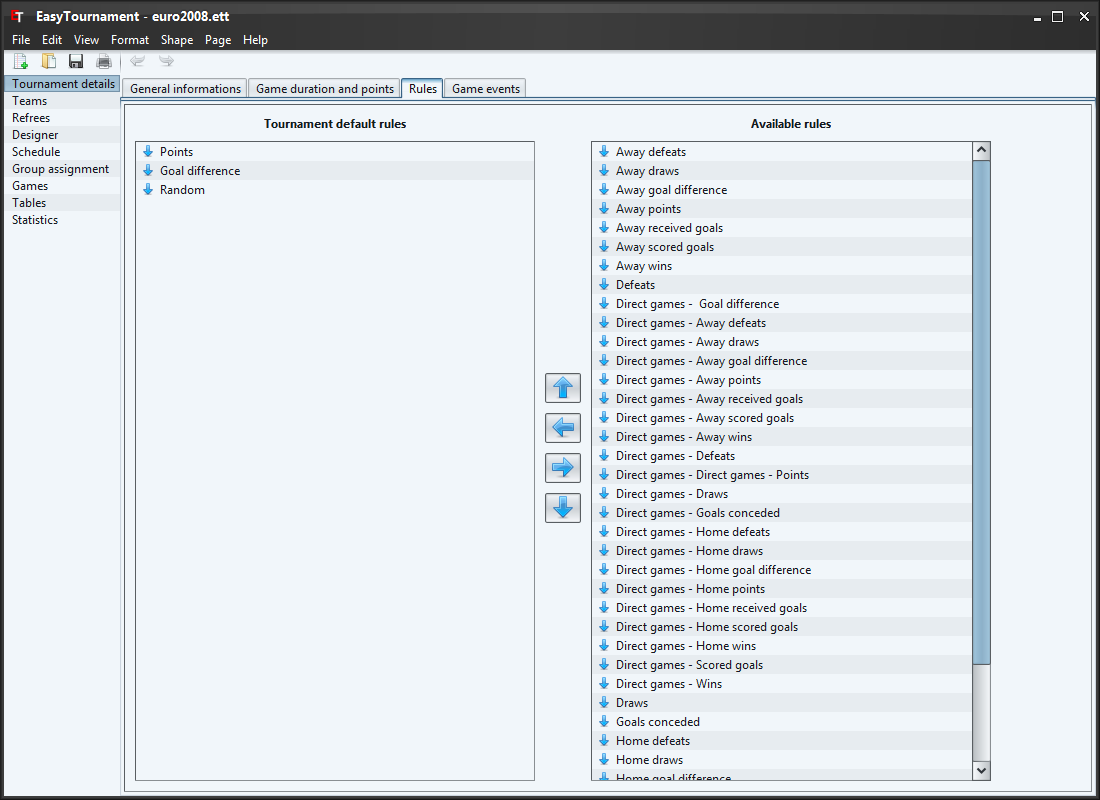 EasyTournament - euro2008.ett
File Edit View Format Shape Page Help
Tournament details
Teams
Refrees
Designer
Schedule
Group assignment
Games
Tables
Statistics
General informations
Game duration and points
Rules
Game events
Tournament default rules
Points
Goal difference
Random
Available rules
Away defeats
Away draws
Away goal difference
Away points
Away received goals
Away scored goals
Away wins
Defeats
Direct games -  Goal difference
Direct games - Away defeats
Direct games - Away draws
Direct games - Away goal difference
Direct games - Away points
Direct games - Away received goals
Direct games - Away scored goals
Direct games - Away wins
Direct games - Defeats
Direct games - Direct games - Points
Direct games - Draws
Direct games - Goals conceded
Direct games - Home defeats
Direct games - Home draws
Direct games - Home goal difference
Direct games - Home points
Direct games - Home received goals
Direct games - Home scored goals
Direct games - Home wins
Direct games - Scored goals
Direct games - Wins
Draws
Goals conceded
Home defeats
Home draws
Home goal difference